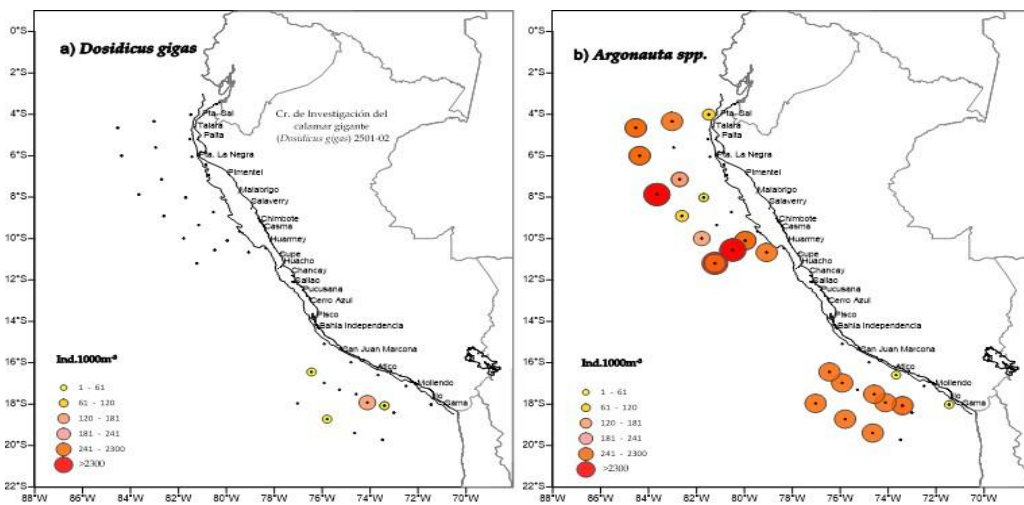 a) Dosidicus gigas
0°S
2°S
4°S
6°S
8°S
10°S
12°S
14°S
16°S
18°S
20°S
22°S
Cr. de Investigación del
calamar gigante
(Dosidicus gigas) 2501-02
Pta. Sal
Talara
Paita
Pta. La Negra
Pimentel
Malabrigo
Salaverry
Chimbote
Casma
Huarmey
Supe
Huacho
Chancay
Callao
Pucusana
Cerro Azul
Pisco
Bahia Independencia
San Juan Marcona
Atico
Mollendo
Ilo
Sama
Ind.1000m⁻³
1 - 61
61 - 120
120 - 181
181 - 241
241 - 2300
>2300
88°W
86°W
84°W
82°W
80°W
78°W
76°W
74°W
72°W
70°W
b) Argonauta spp.
0°S
2°S
4°S
6°S
8°S
10°S
12°S
14°S
16°S
18°S
20°S
22°S
Pta. Sal
Talara
Paita
Pta. La Negra
Pimentel
Malabrigo
Salaverry
Chimbote
Casma
Huarmey
Supe
Huacho
Chancay
Callao
Pucusana
Cerro Azul
Pisco
Bahia Independencia
San Juan Marcona
Atico
Mollendo
Ilo
Sama
Ind.1000m⁻³
1 - 61
61 - 120
120 - 181
181 - 241
241 - 2300
>2300
88°W
86°W
84°W
82°W
80°W
78°W
76°W
74°W
72°W
70°W